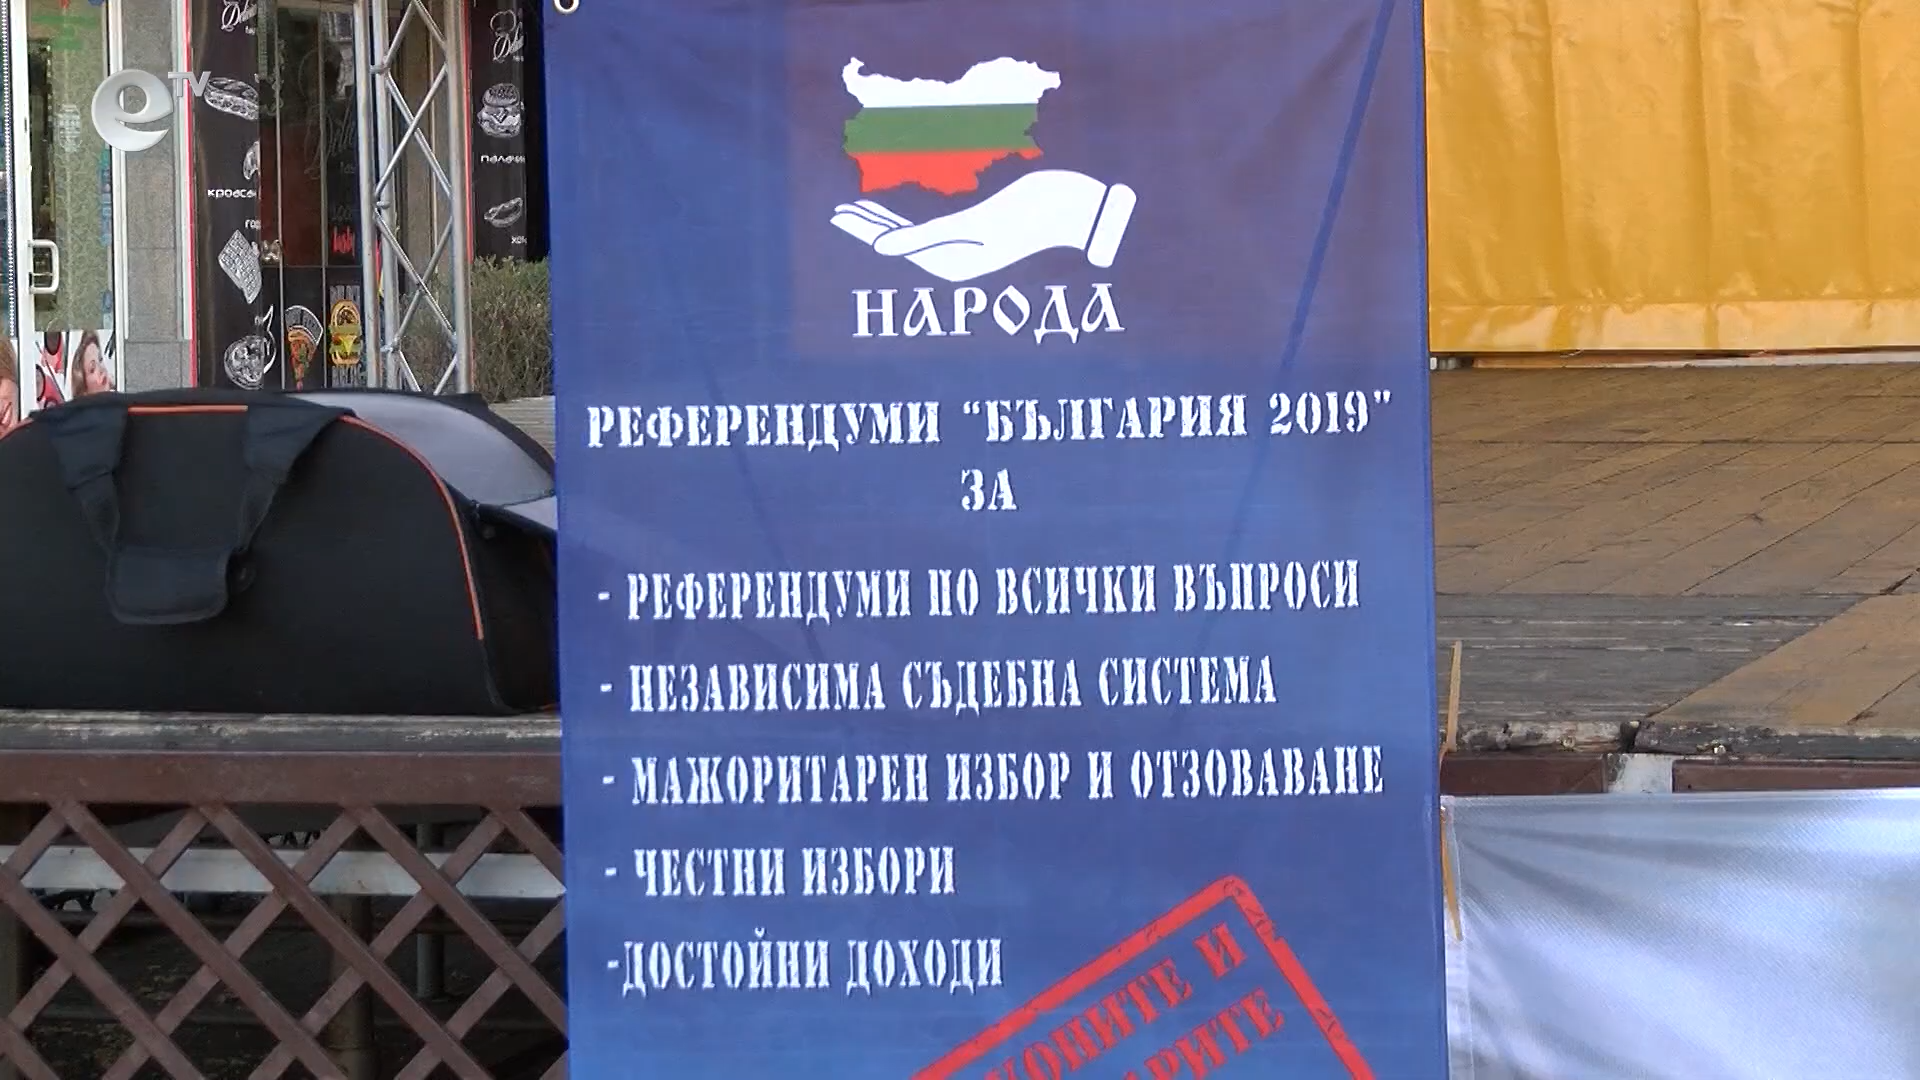 eTV
НАРОДА
РЕФЕРЕНДУМИ “БЪЛГАРИЯ 2019”
ЗА
- РЕФЕРЕНДУМИ ПО ВСИЧКИ ВЪПРОСИ
- НЕЗАВИСИМА СЪДЕБНА СИСТЕМА
- МАЖОРИТАРЕН ИЗБОР И ОТЗОВАВАНЕ
- ЧЕСТНИ ИЗБОРИ
-ДОСТОЙНИ ДОХОДИ